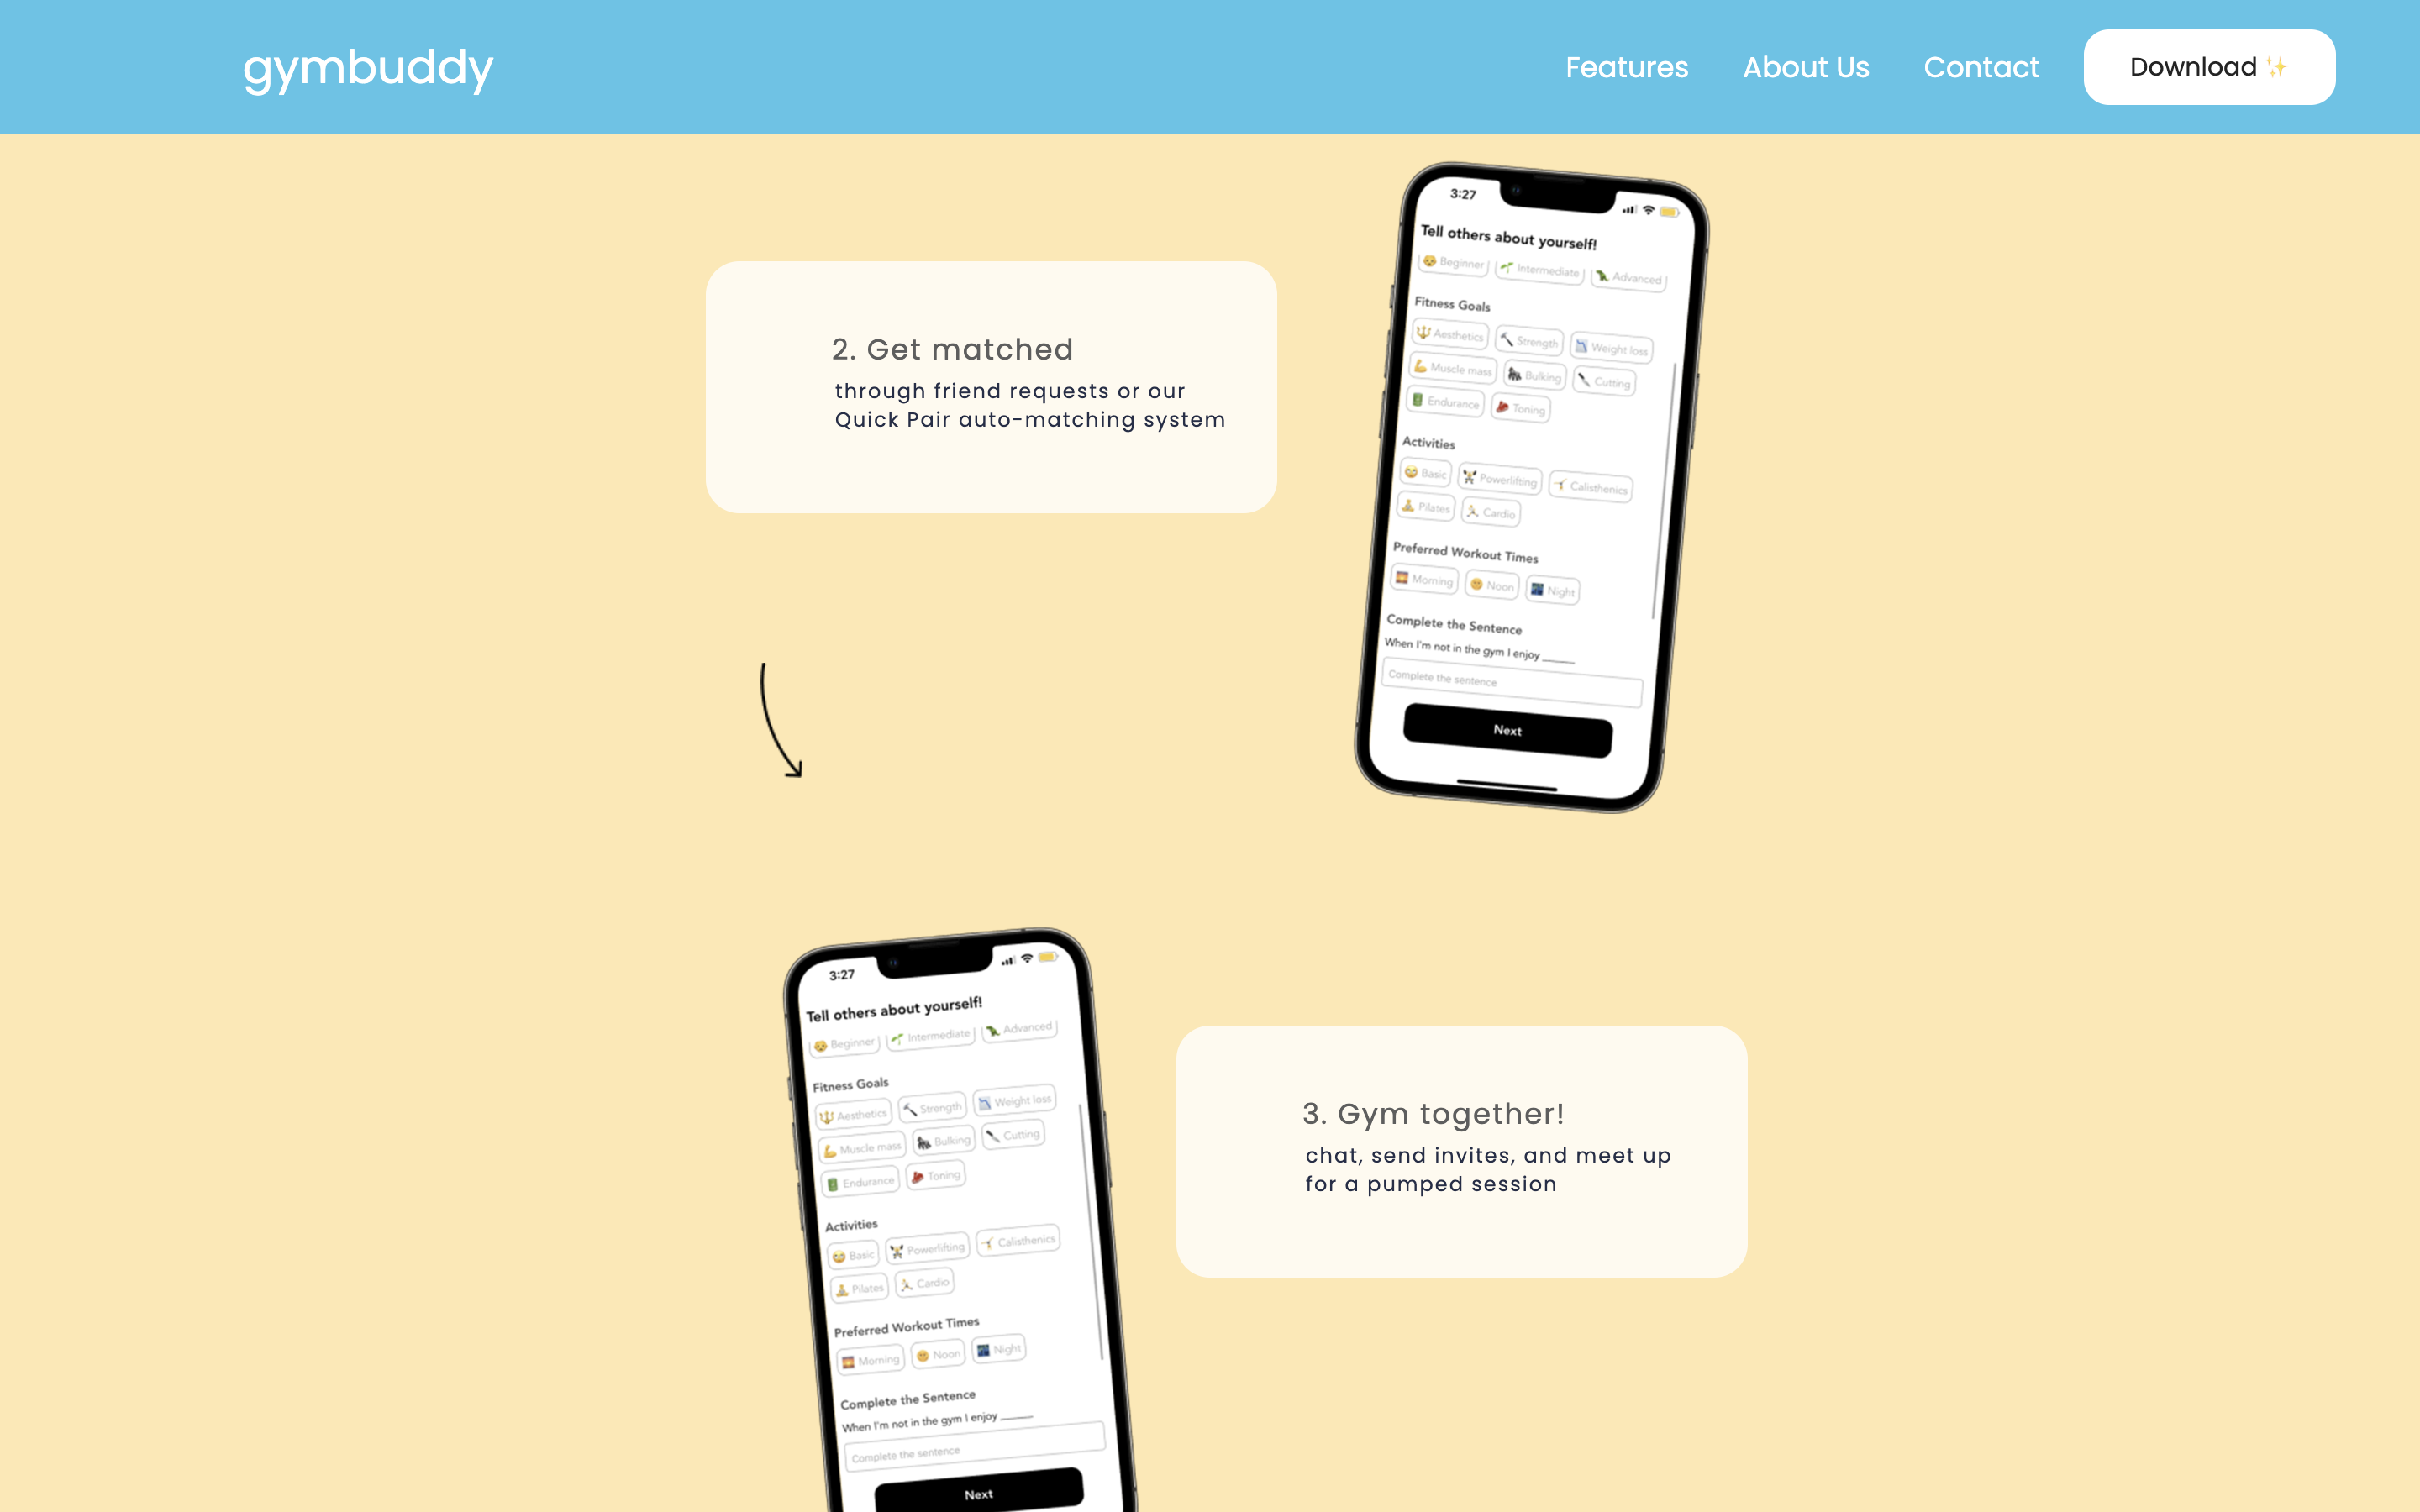 gymbuddy
Features
About Us
Contact
Download ✨
3:27
Tell others about yourself!
Beginner
Intermediate
Advanced
Fitness Goals
Aesthetics
Strength
Weight loss
Muscle mass
Bulking
Cutting
Endurance
Toning
Activities
Basic
Powerlifting
Calisthenics
Pilates
Cardio
Preferred Workout Times
Morning
Noon
Night
Complete the Sentence
When I'm not in the gym I enjoy ______
Complete the sentence
Next
2. Get matched
through friend requests or our
Quick Pair auto-matching system
3:27
Tell others about yourself!
Beginner
Intermediate
Advanced
Fitness Goals
Aesthetics
Strength
Weight loss
Muscle mass
Bulking
Cutting
Endurance
Toning
Activities
Basic
Powerlifting
Calisthenics
Pilates
Cardio
Preferred Workout Times
Morning
Noon
Night
Complete the Sentence
When I'm not in the gym I enjoy ______
Complete the sentence
Next
3. Gym together!
chat, send invites, and meet up
for a pumped session